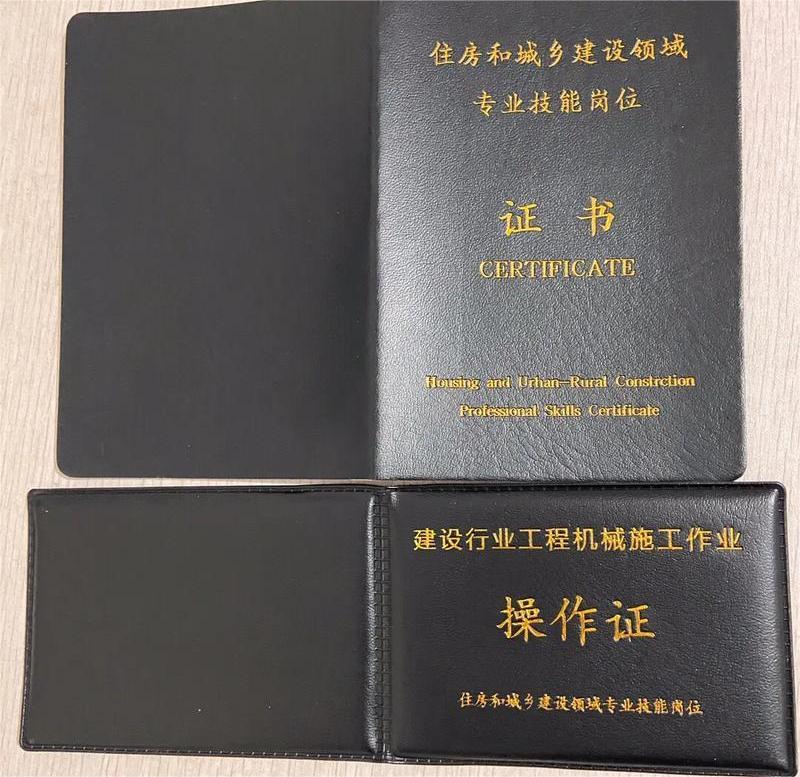 住房和城乡建设领域
专业技能岗位
证书
CERTIFICATE
Housing and Urhan—Rural Constrction
Professional Skills Certificate
建设行业工程机械施工作业
操作证
住房和城乡建设领域专业技能岗位